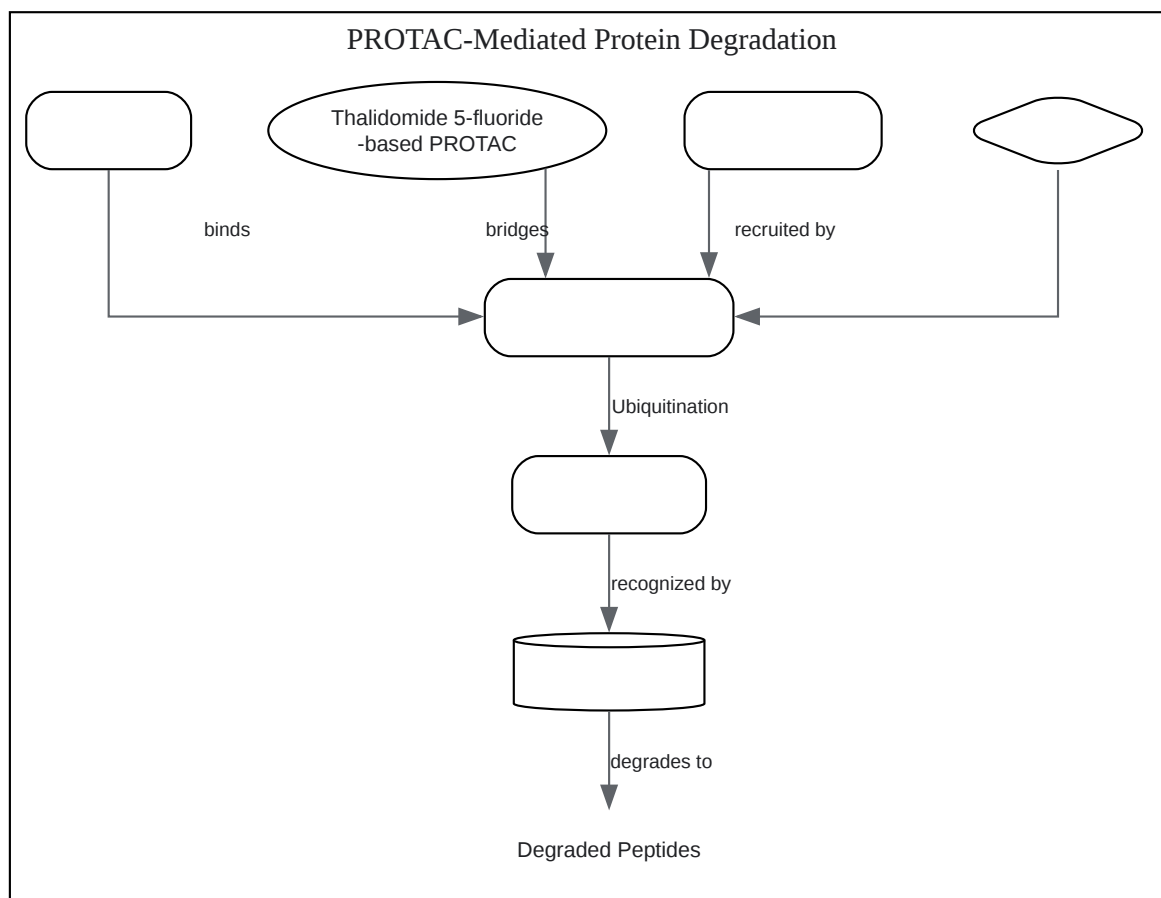 PROTAC-Mediated Protein Degradation
Thalidomide 5-fluoride
-based PROTAC
binds
bridges
recruited by
Ubiquitination
recognized by
degrades to
Degraded Peptides